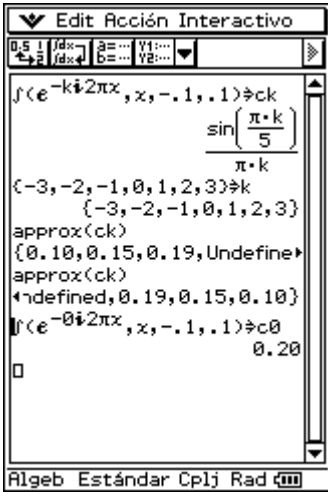 Edit Acción Interactivo
∫(e^-ki2πx,x,-.1,.1)⇒ck
sin(π·k/5)/π·k
{-3,-2,-1,0,1,2,3}⇒k
{-3,-2,-1,0,1,2,3}
approx(ck)
{0.10,0.15,0.19,Undefine▶
approx(ck)
◀ndefined,0.19,0.15,0.10}
∫(e^-0i2πx,x,-.1,.1)⇒c0
0.20
Algeb Estándar Cplj Rad